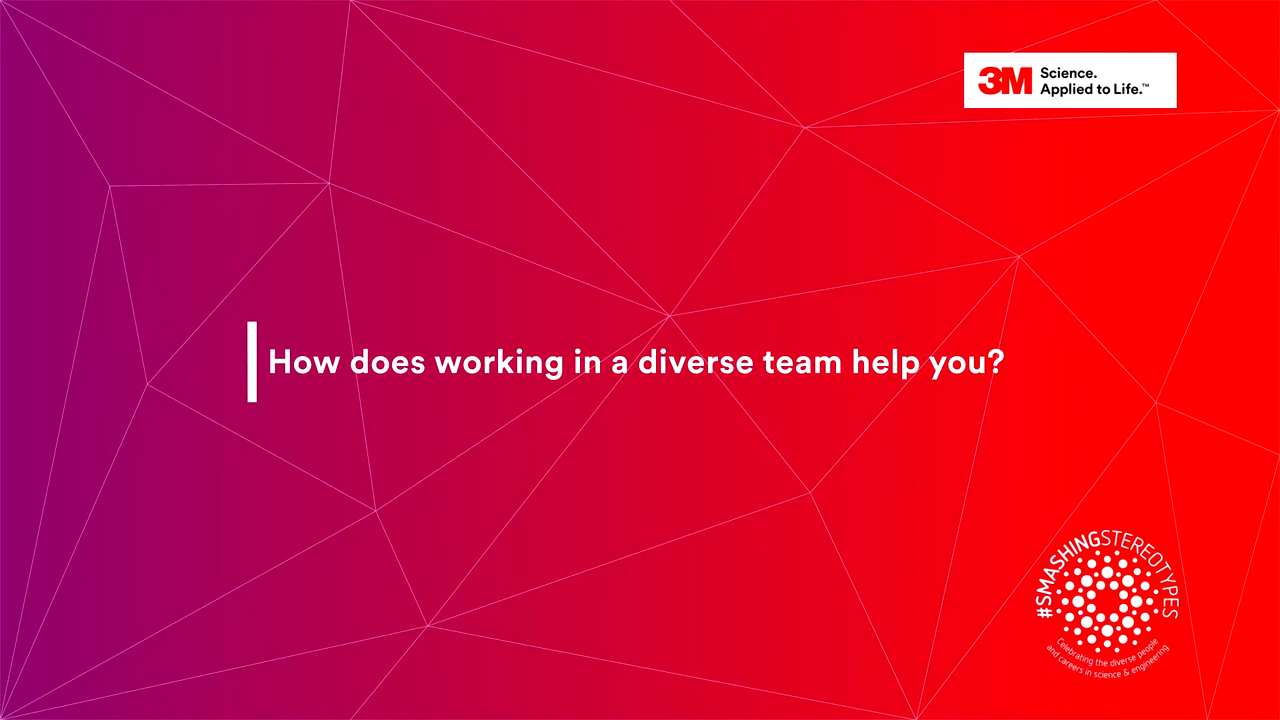 3M Science.
Applied to Life.™
How does working in a diverse team help you?
#SMASHINGSTEREOTYPES
Celebrating the diverse people
and careers in science & engineering